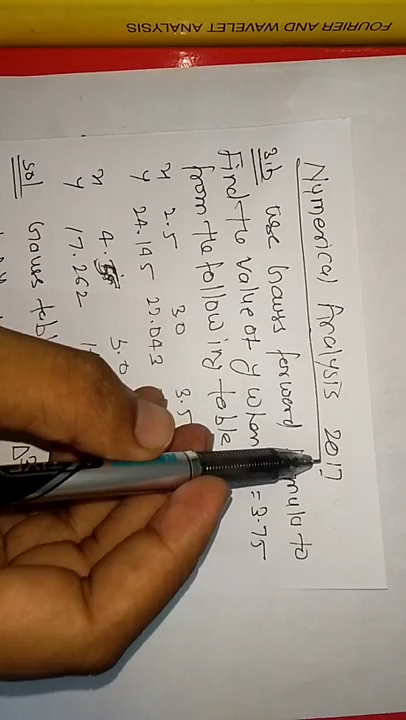 FOURIER AND WAVELET ANALYSIS
Numerical Analysis 2017
3.b Use Gauss forward to
Find the value of y when = 3.75
from the following table
x 2.5 3.0 3.5
y 24.145 22.043
x 4. 5.0
y 17.262
Sol Gauss